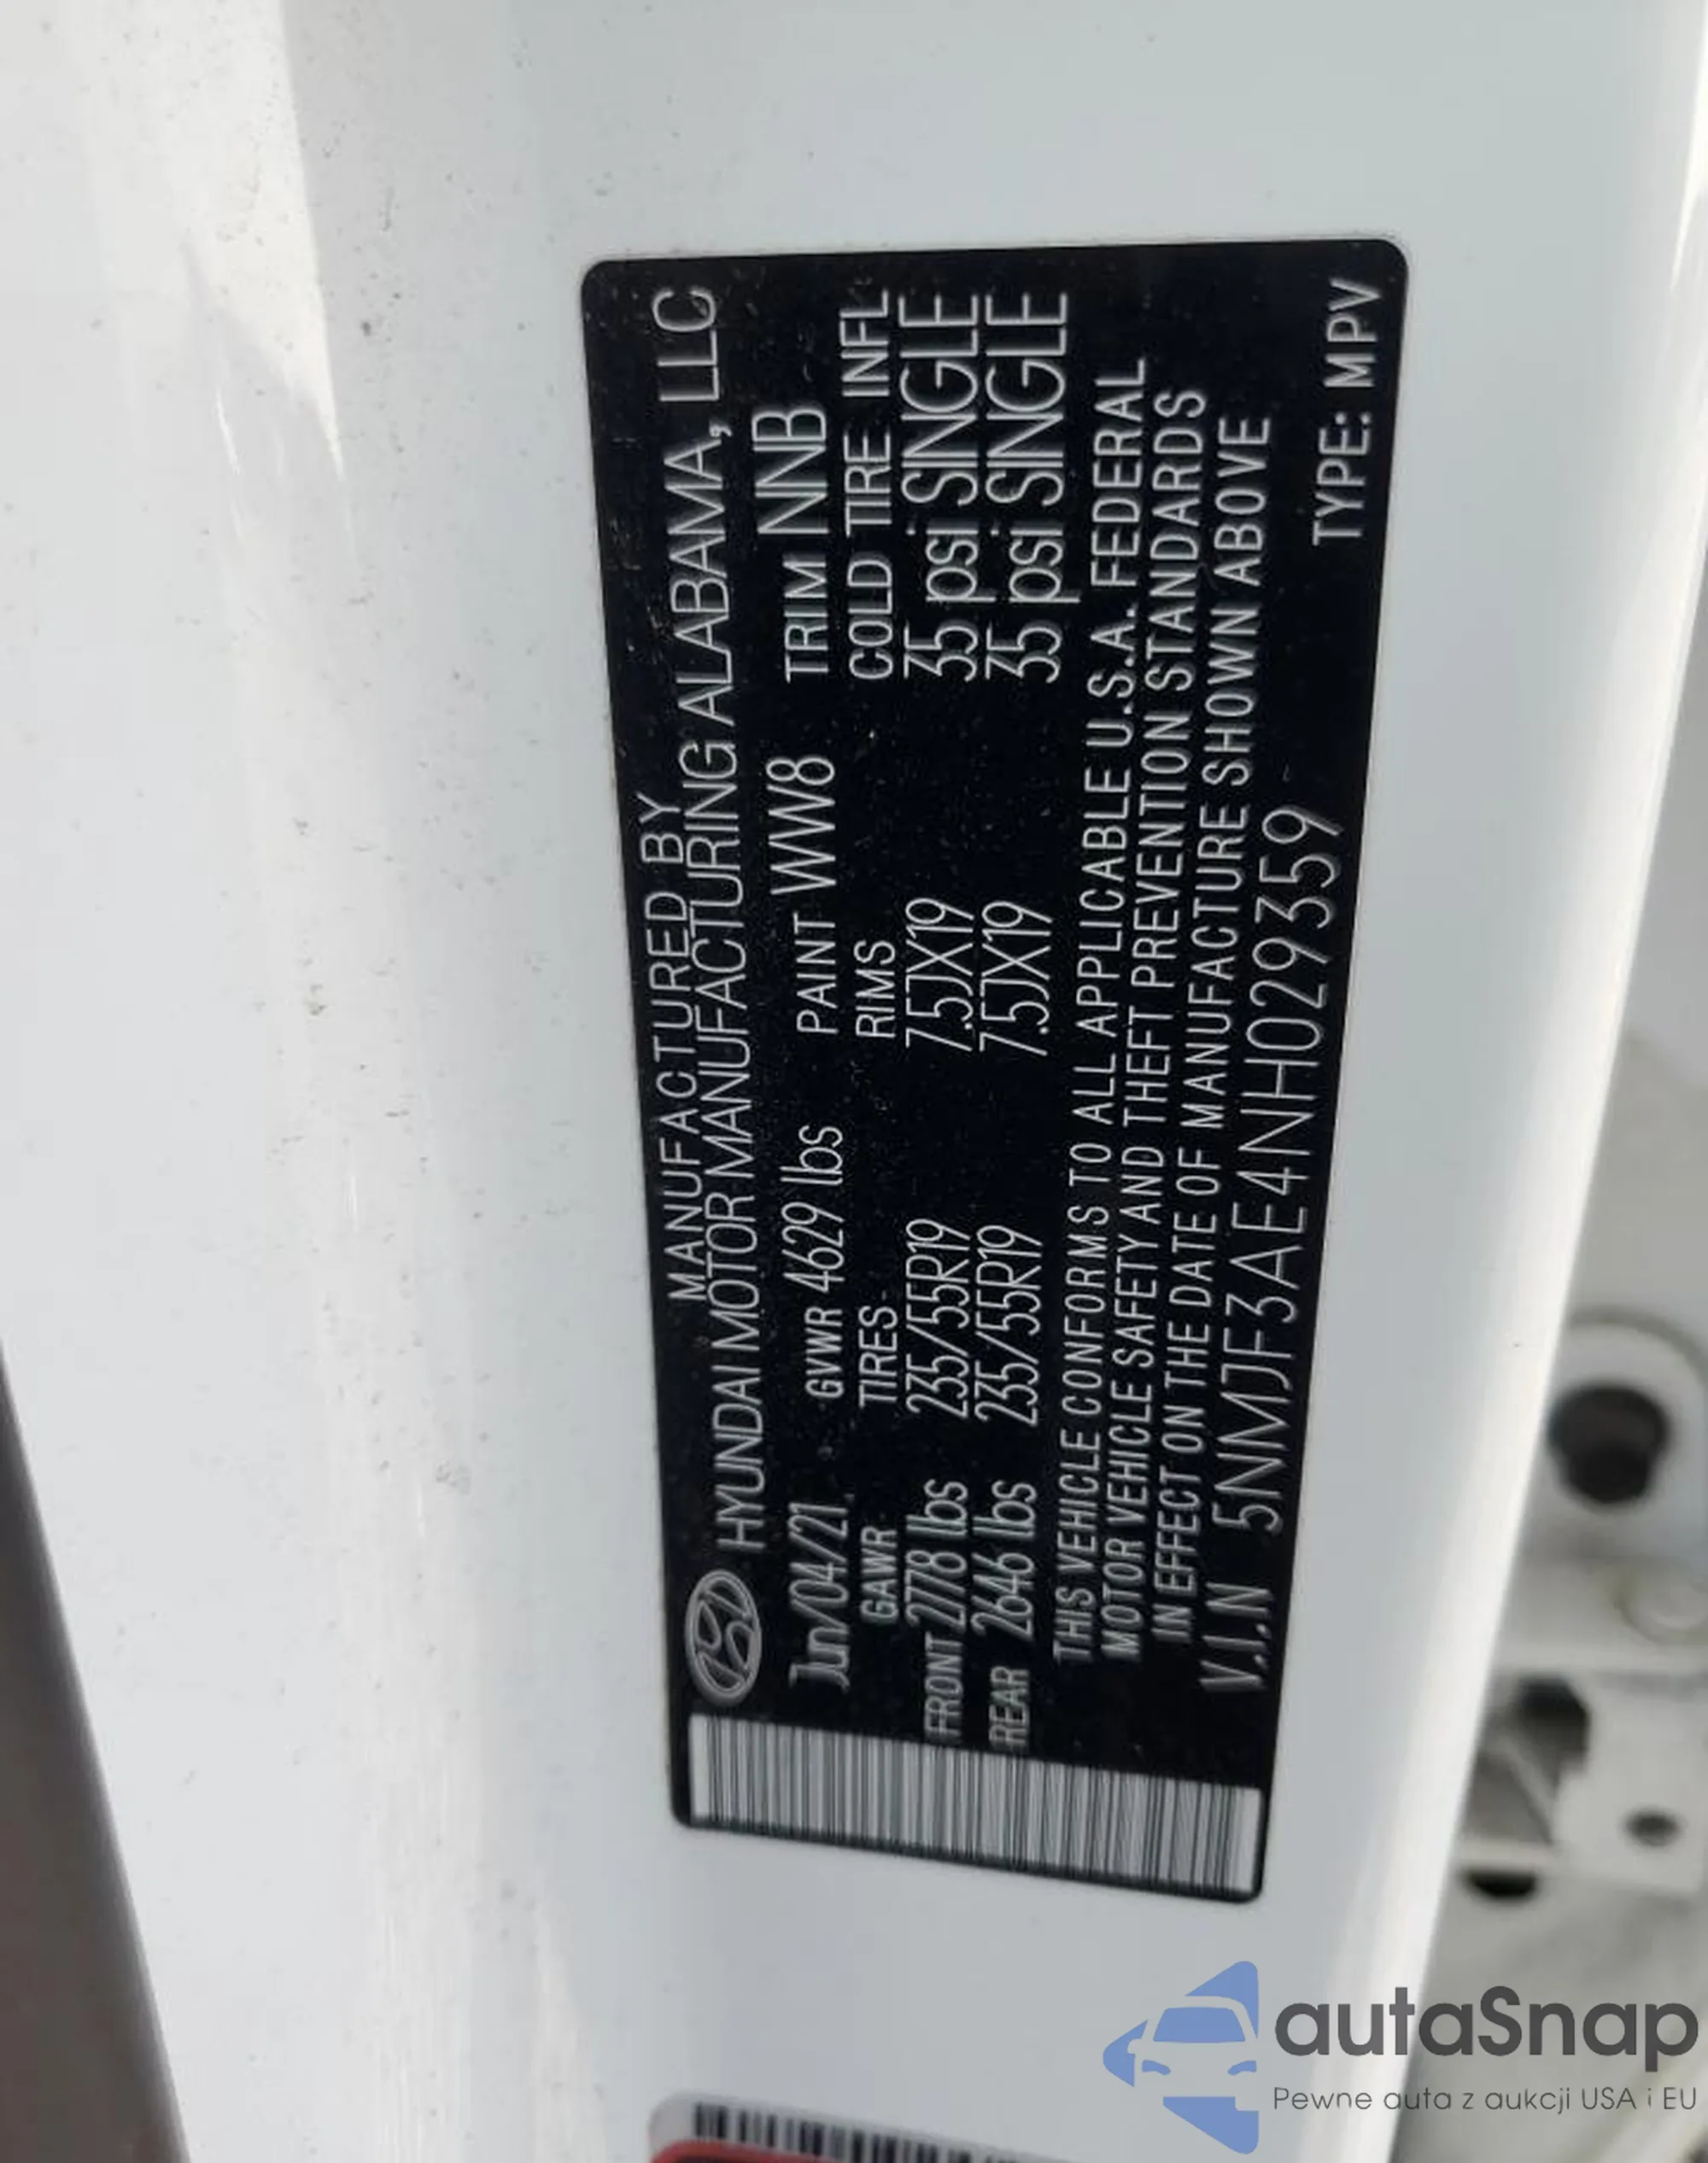 MANUFACTURED BY
HYUNDAI MOTOR MANUFACTURING ALABAMA, LLC
Jun/04/21 GVWR 4629 lbs PAINT WW8 TRIM NNB
GAWR TIRES RIMS COLD TIRE INFL
FRONT 2778 lbs 235/55R19 7.5JX19 35 psi SINGLE
REAR 2646 lbs 235/55R19 7.5JX19 35 psi SINGLE
THIS VEHICLE CONFORMS TO ALL APPLICABLE U.S.A. FEDERAL
MOTOR VEHICLE SAFETY AND THEFT PREVENTION STANDARDS
IN EFFECT ON THE DATE OF MANUFACTURE SHOWN ABOVE
V.I.N 5NMJF3AE4NH029359
TYPE: MPV
autaSnap
Pewne auta z aukcji USA i EU